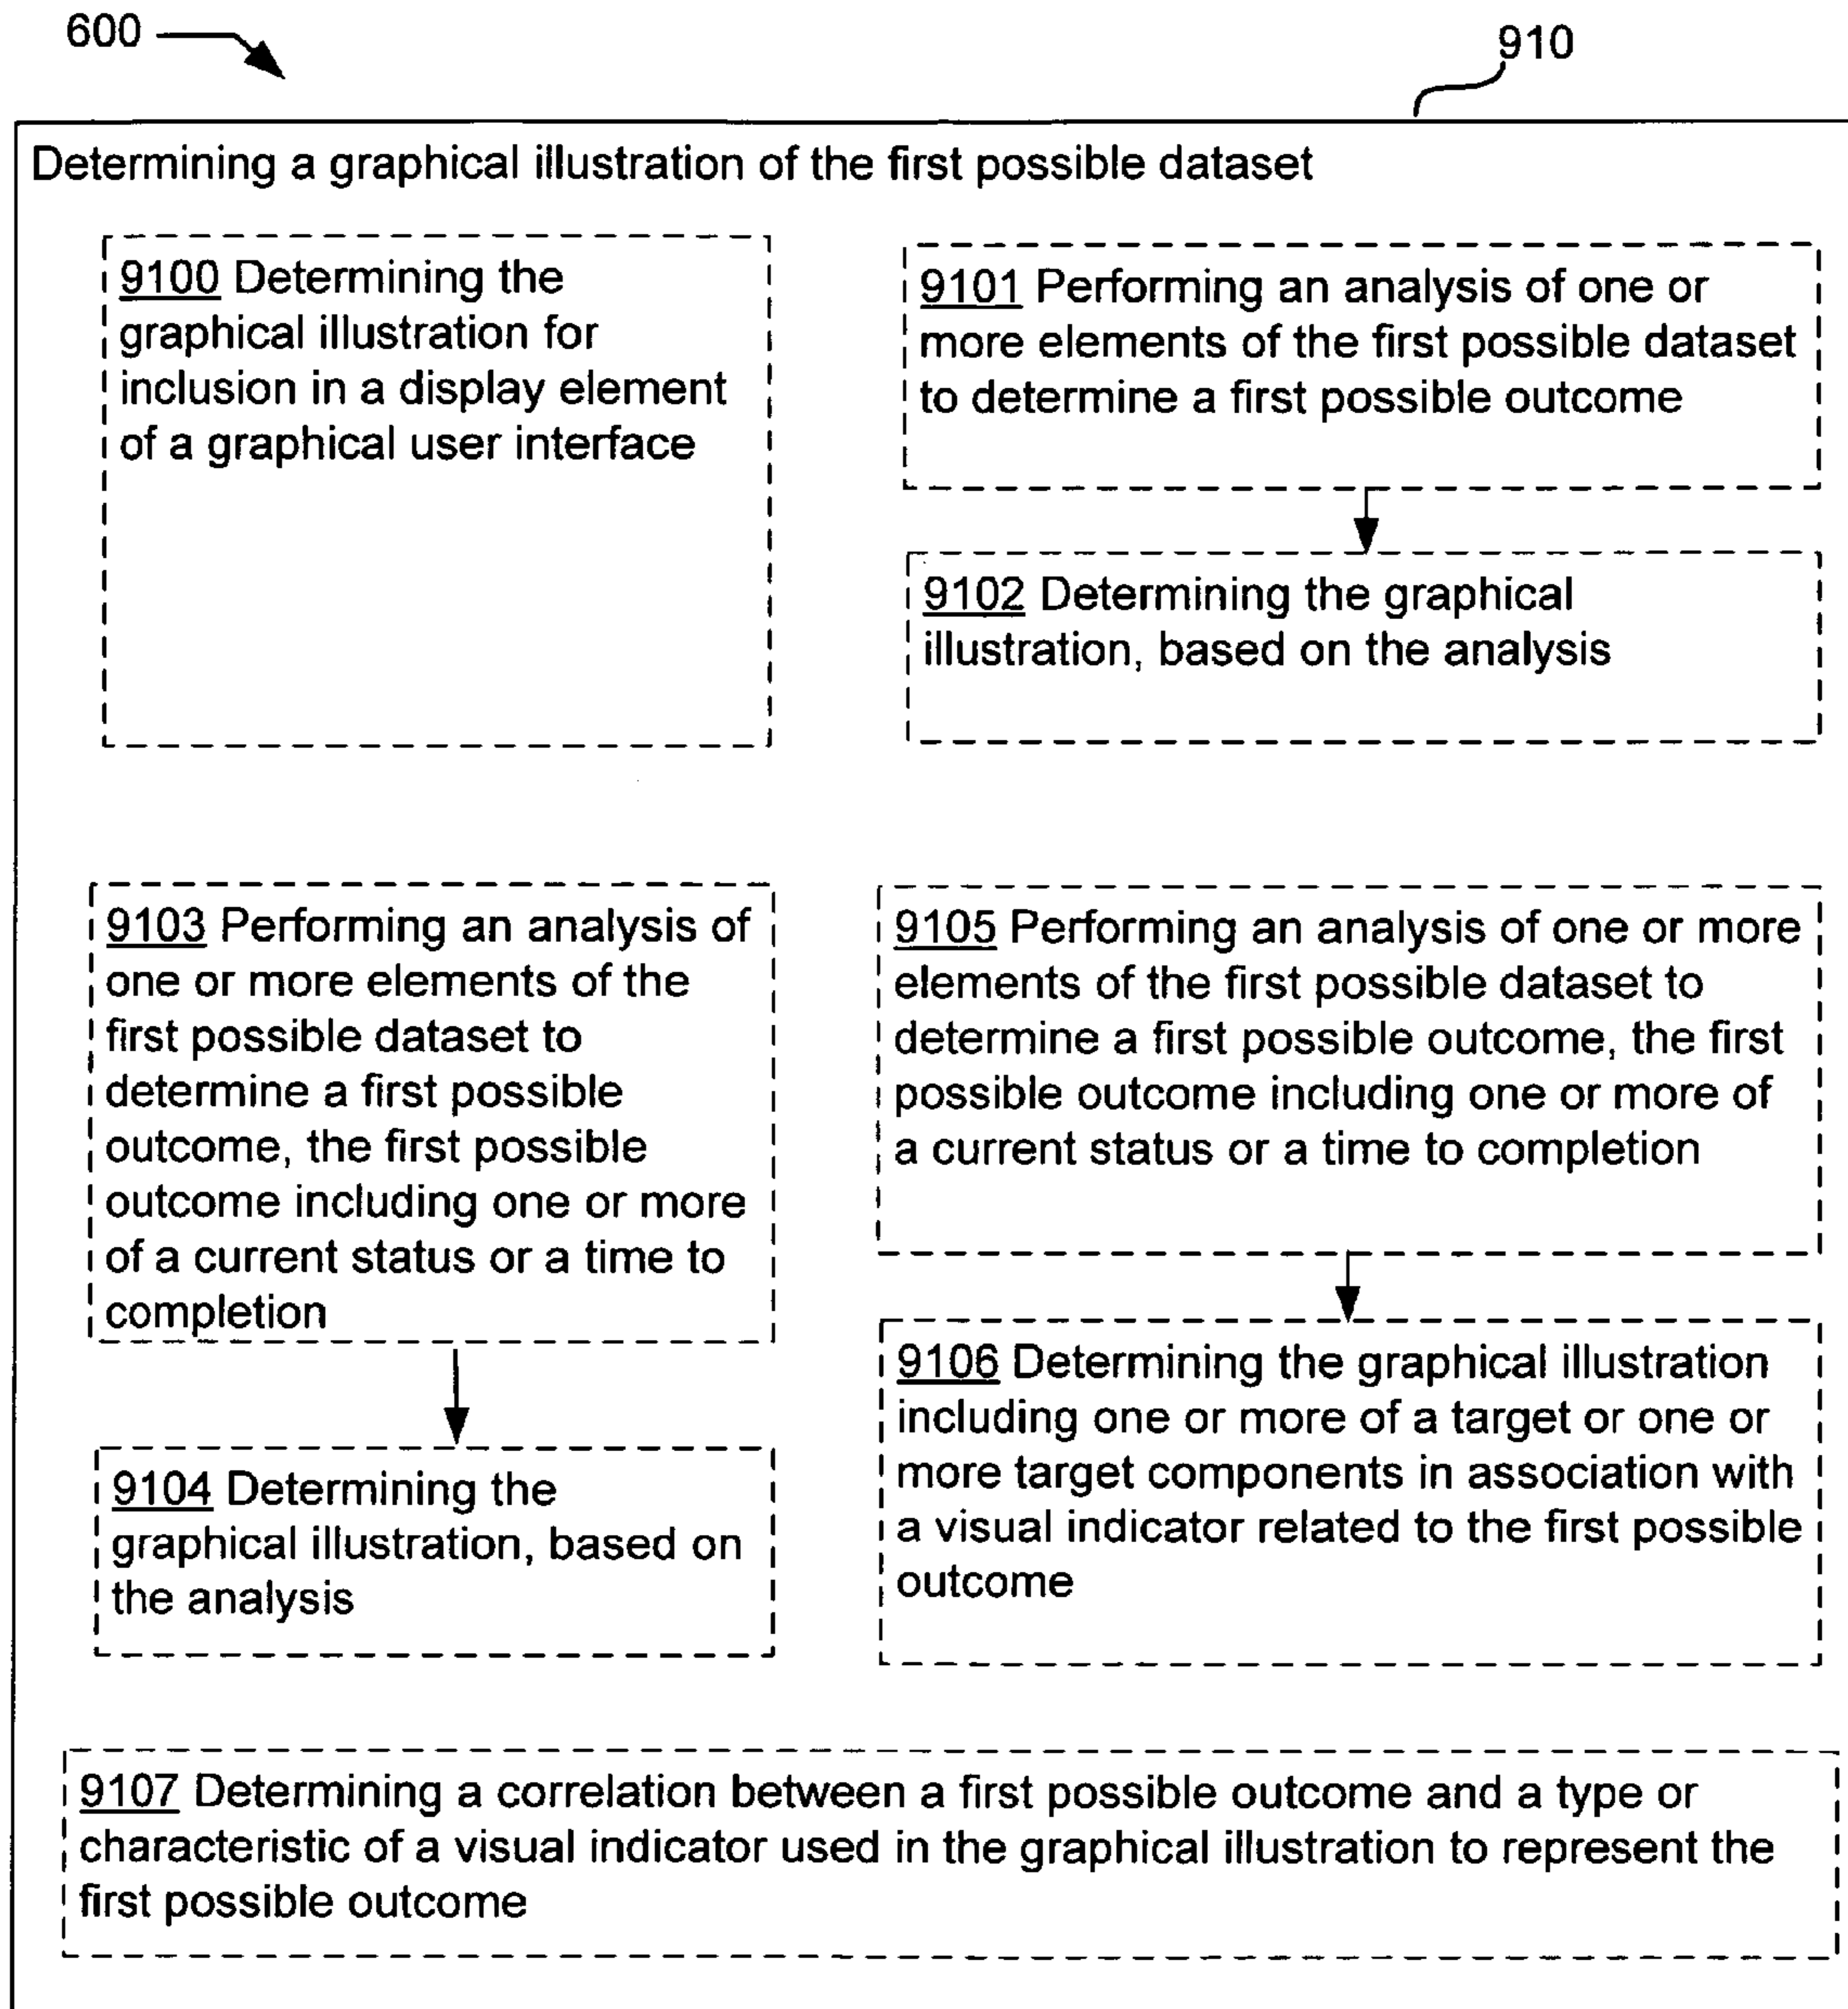 600
910
Determining a graphical illustration of the first possible dataset
9100 Determining the
graphical illustration for
inclusion in a display element
of a graphical user interface
9101 Performing an analysis of one or
more elements of the first possible dataset
to determine a first possible outcome
9102 Determining the graphical
illustration, based on the analysis
9103 Performing an analysis of
one or more elements of the
first possible dataset to
determine a first possible
outcome, the first possible
outcome including one or more
of a current status or a time to
completion
9104 Determining the
graphical illustration, based on
the analysis
9105 Performing an analysis of one or more
elements of the first possible dataset to
determine a first possible outcome, the first
possible outcome including one or more of
a current status or a time to completion
9106 Determining the graphical illustration
including one or more of a target or one or
more target components in association with
a visual indicator related to the first possible
outcome
9107 Determining a correlation between a first possible outcome and a type or
characteristic of a visual indicator used in the graphical illustration to represent the
first possible outcome